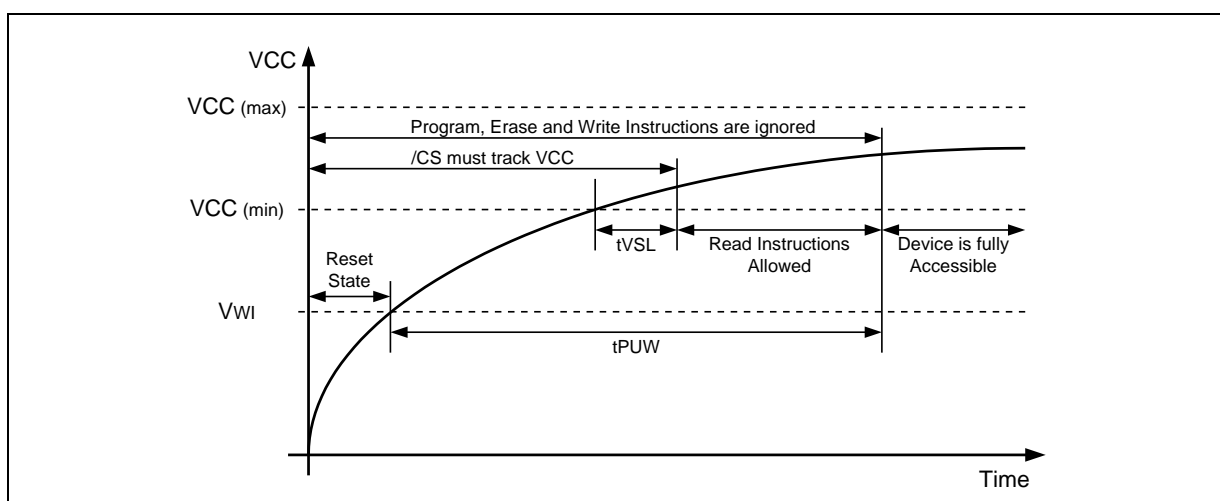 VCC
VCC (max)
Program, Erase and Write Instructions are ignored
/CS must track VCC
VCC (min)
tVSL
Read Instructions
Allowed
Device is fully
Accessible
Reset
State
VWI
tPUW
Time